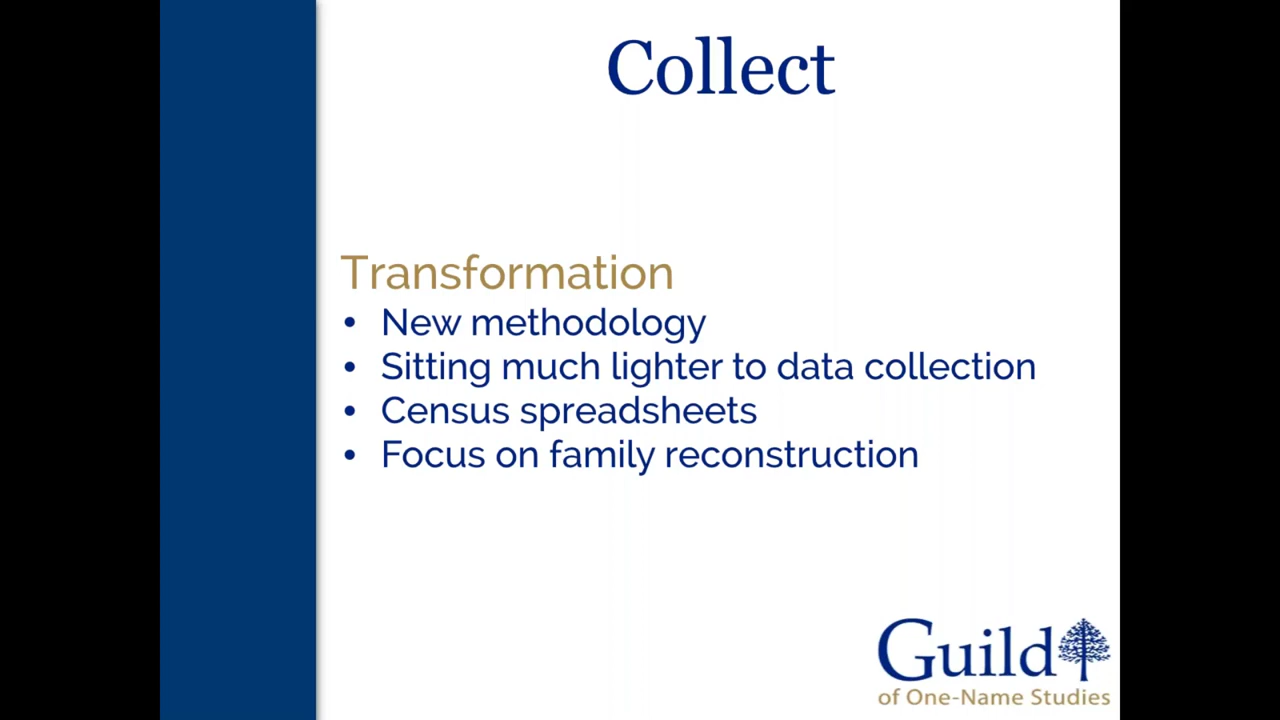 Collect
Transformation
• New methodology
• Sitting much lighter to data collection
• Census spreadsheets
• Focus on family reconstruction
Guild
of One-Name Studies